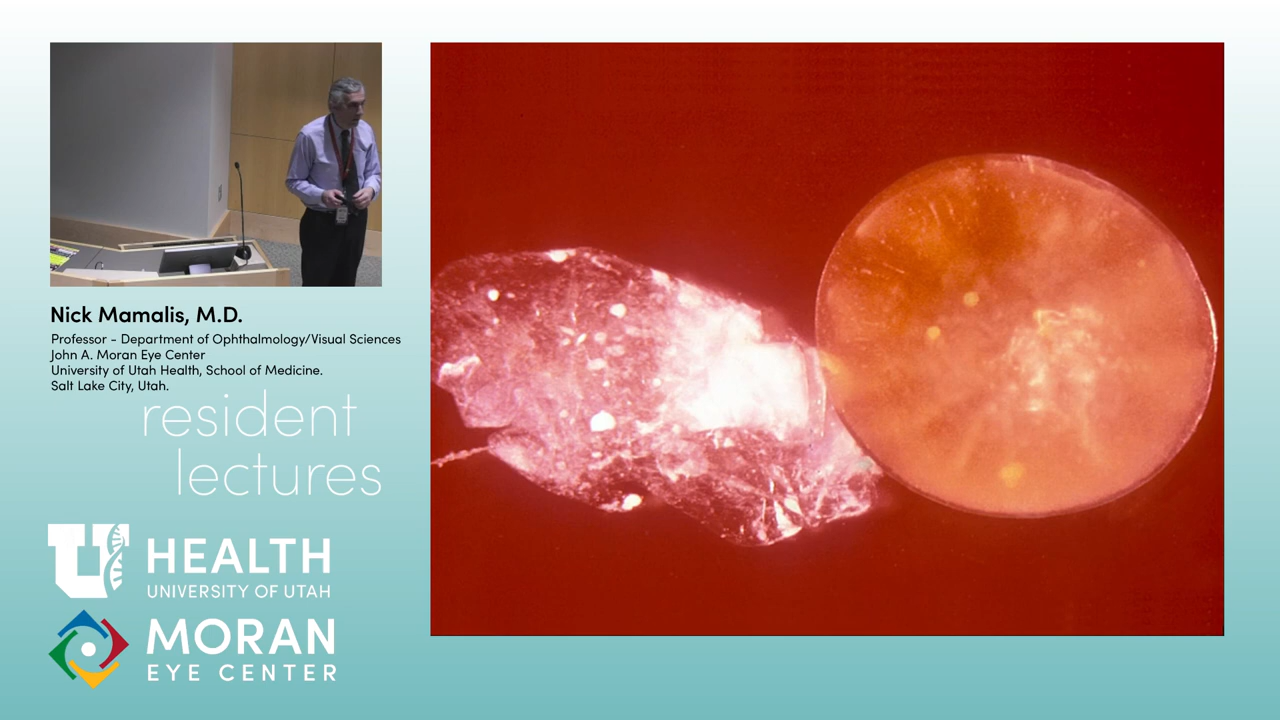 Nick Mamalis, M.D.
Professor - Department of Ophthalmology/Visual Sciences
John A. Moran Eye Center
University of Utah Health, School of Medicine.
Salt Lake City, Utah.
resident
lectures
U HEALTH
UNIVERSITY OF UTAH
MORAN
EYE CENTER